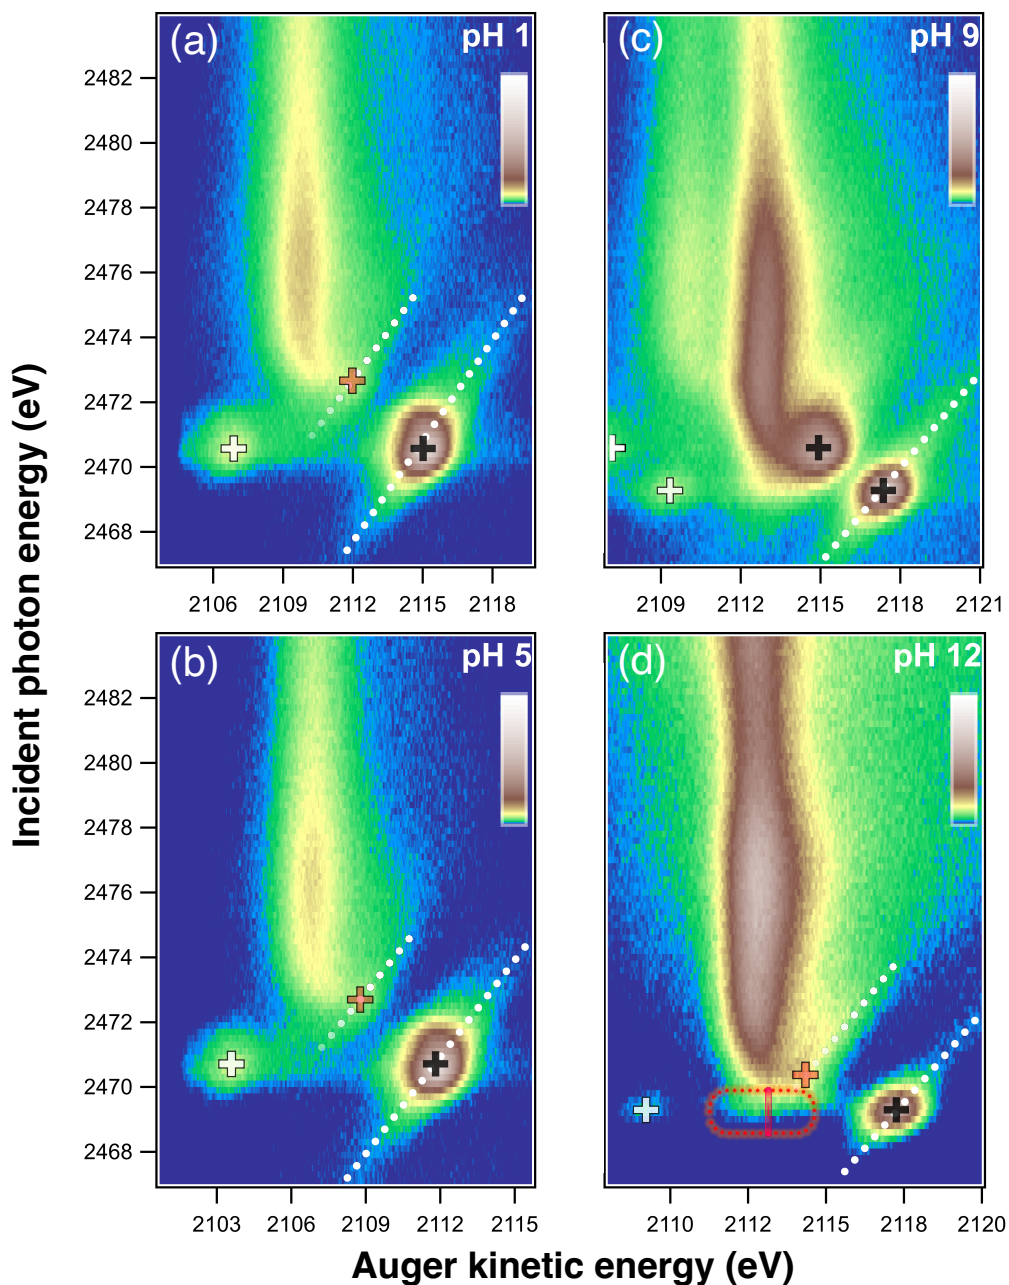 (a) pH 1
2482
2480
2478
2476
2474
2472
2470
2468
2106 2109 2112 2115 2118
(c) pH 9
2109 2112 2115 2118 2121
(b) pH 5
2482
2480
2478
2476
2474
2472
2470
2468
2103 2106 2109 2112 2115
(d) pH 12
2110 2112 2115 2118 2120
Incident photon energy (eV)
Auger kinetic energy (eV)